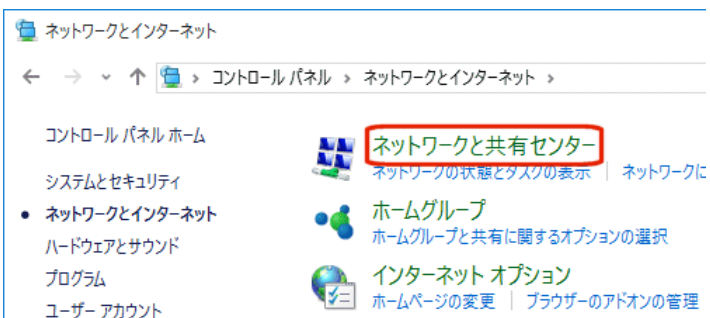 ネットワークとインターネット
コントロール パネル › ネットワークとインターネット ›
コントロール パネル ホーム
システムとセキュリティ
ネットワークとインターネット
ハードウェアとサウンド
プログラム
ユーザー アカウント
ネットワークと共有センター
ネットワークの状態とタスクの表示 | ネットワークに
ホームグループ
ホームグループと共有に関するオプションの選択
インターネット オプション
ホームページの変更 | ブラウザーのアドオンの管理